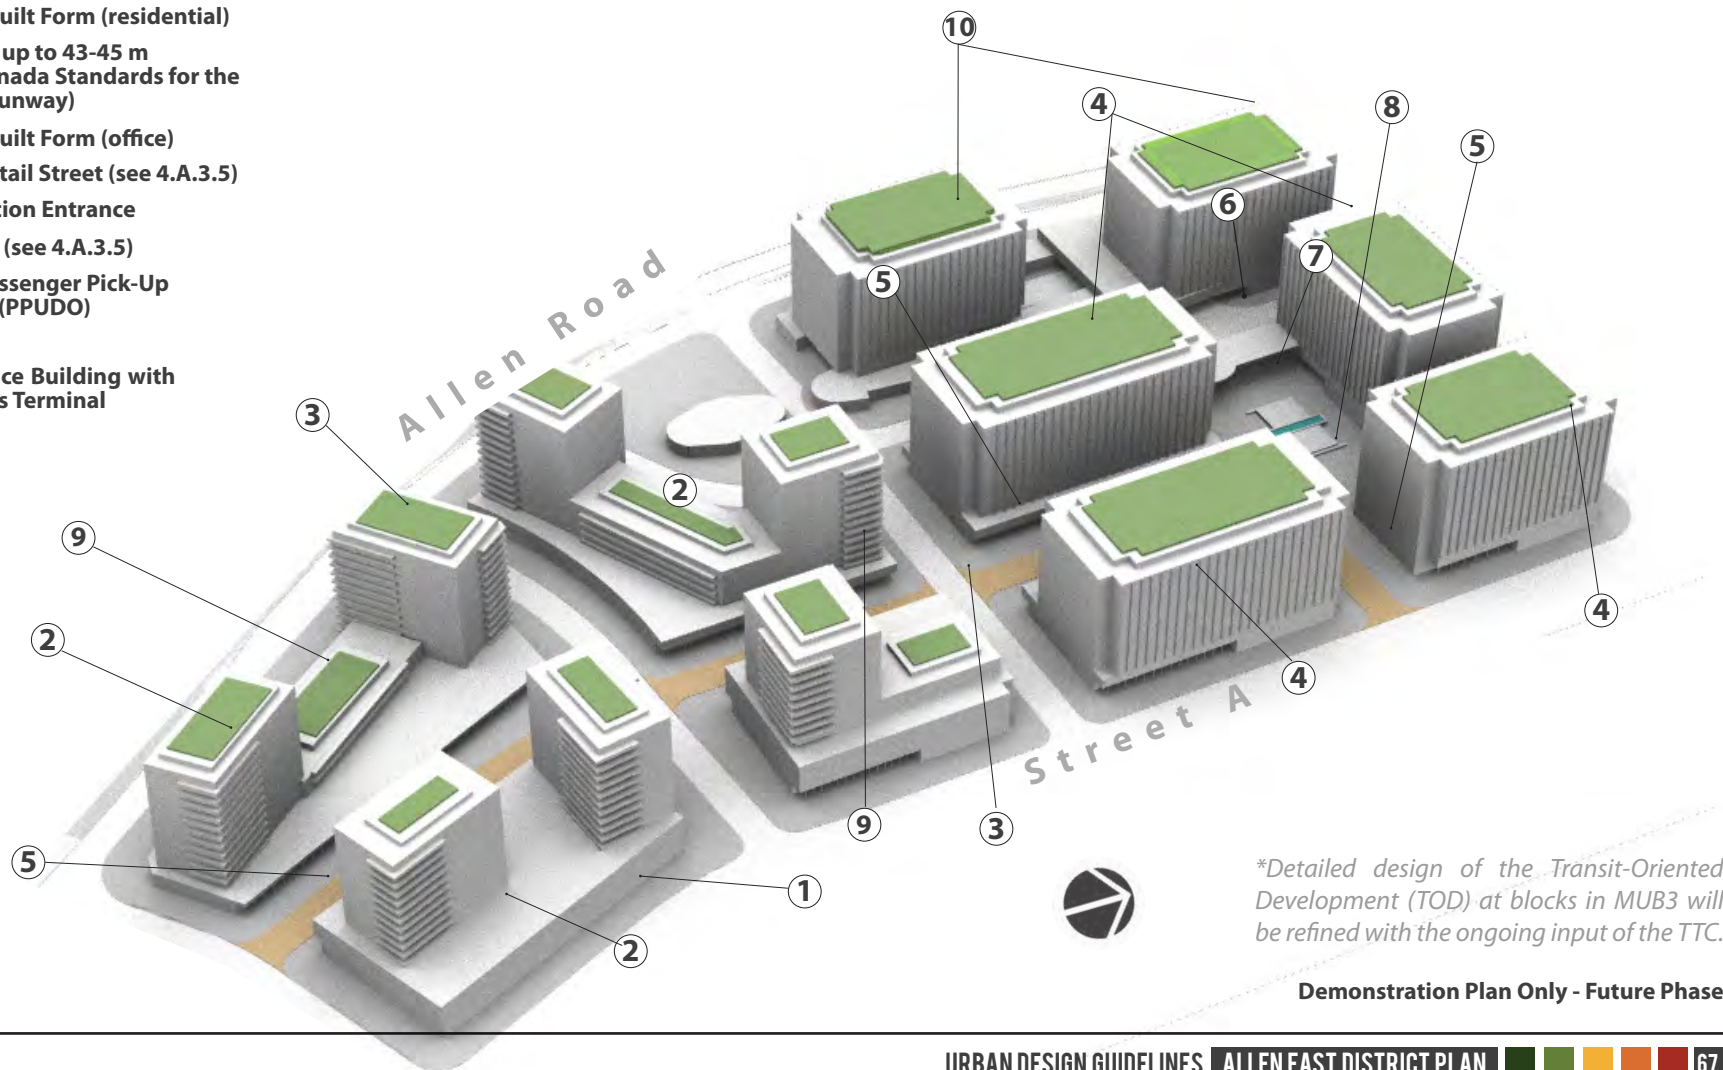 uilt Form (residential)
up to 43-45 m
nada Standards for the
unway)
uilt Form (office)
tail Street (see 4.A.3.5)
tion Entrance
(see 4.A.3.5)
ssenger Pick-Up
(PPUDO)
ce Building with
s Terminal
10
4
8
5
6
7
5
Allen Road
3
2
9
5
2
4
4
Street A
9
3
5
1
2
*Detailed design of the Transit-Oriented
Development (TOD) at blocks in MUB3 will
be refined with the ongoing input of the TTC.
Demonstration Plan Only - Future Phase
URBAN DESIGN GUIDELINES ALLEN EAST DISTRICT PLAN 67